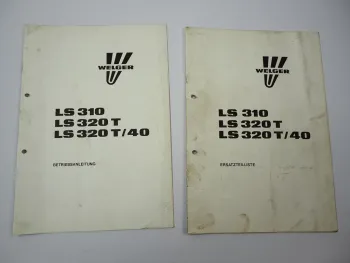 WELGER
LS 310
LS 320 T
LS 320 T/40
BETRIEBSANLEITUNG
WELGER
LS 310
LS 320 T
LS 320 T/40
ERSATZTEILLISTE